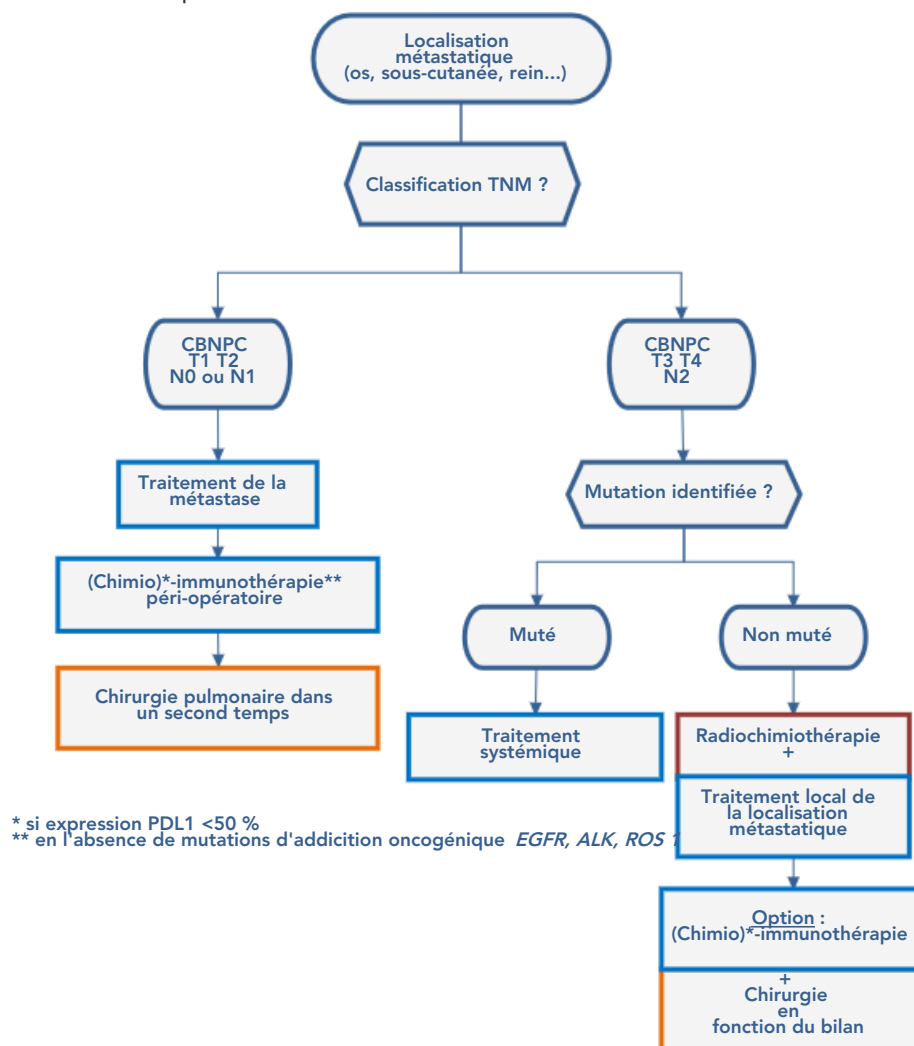 Localisation
métastatique
(os, sous-cutanée, rein...)
Classification TNM ?
CBNPC
T1 T2
N0 ou N1
CBNPC
T3 T4
N2
Traitement de la
métastase
Mutation identifiée ?
(Chimio)*-immunothérapie**
péri-opératoire
Muté
Non muté
Chirurgie pulmonaire dans
un second temps
Traitement
systémique
Radiochimiothérapie
+
Traitement local de
la localisation
métastatique
* si expression PDL1 <50 %
** en l'absence de mutations d'addicition oncogénique EGFR, ALK, ROS 1
Option :
(Chimio)*-immunothérapie
+
Chirurgie
en
fonction du bilan